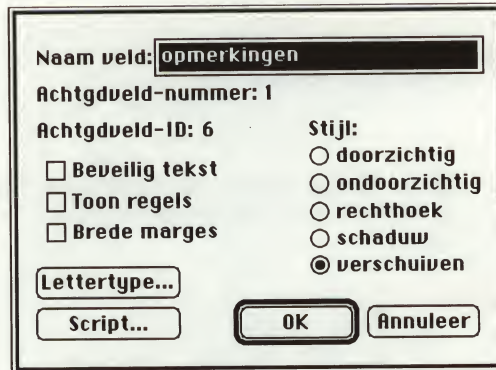 Naam veld: opmerkingen
Achtgdveld-nummer: 1
Achtgdveld-ID: 6
Stijl:
Beveilig tekst
Toon regels
Brede marges
doorzichtig
ondoorzichtig
rechthoek
schaduw
verschuiven
Lettertype...
Script...
OK
Annuleer